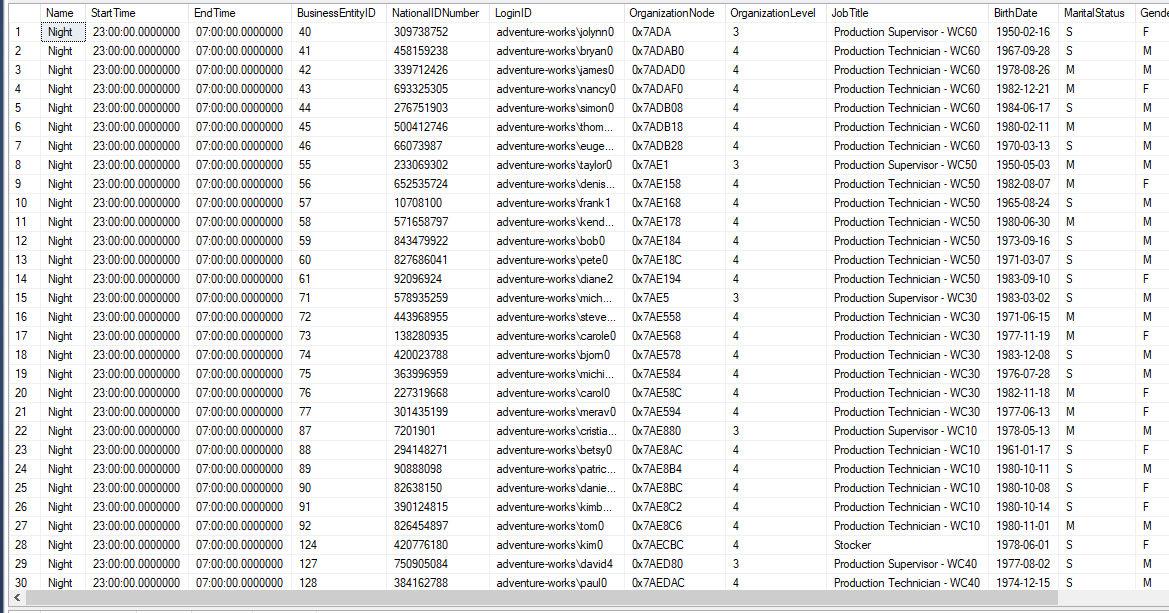 Name StartTime EndTime BusinessEntityID NationalIDNumber LoginID OrganizationNode OrganizationLevel JobTitle BirthDate MaritalStatus Gende
1 Night 23:00:00.0000000 07:00:00.0000000 40 309738752 adventure-works\jolynn0 0x7ADA 3 Production Supervisor - WC60 1950-02-16 S F
2 Night 23:00:00.0000000 07:00:00.0000000 41 458159238 adventure-works\bryan0 0x7ADAB0 4 Production Technician - WC60 1967-09-28 S M
3 Night 23:00:00.0000000 07:00:00.0000000 42 339712426 adventure-works\james0 0x7ADAD0 4 Production Technician - WC60 1978-08-26 M M
4 Night 23:00:00.0000000 07:00:00.0000000 43 693325305 adventure-works\nancy0 0x7ADAF0 4 Production Technician - WC60 1982-12-21 M F
5 Night 23:00:00.0000000 07:00:00.0000000 44 276751903 adventure-works\simon0 0x7ADB08 4 Production Technician - WC60 1984-06-17 S M
6 Night 23:00:00.0000000 07:00:00.0000000 45 500412746 adventure-works\thom... 0x7ADB18 4 Production Technician - WC60 1980-02-11 M M
7 Night 23:00:00.0000000 07:00:00.0000000 46 66073987 adventure-works\euge... 0x7ADB28 4 Production Technician - WC60 1970-03-13 S M
8 Night 23:00:00.0000000 07:00:00.0000000 55 233069302 adventure-works\taylor0 0x7AE1 3 Production Supervisor - WC50 1950-05-03 M M
9 Night 23:00:00.0000000 07:00:00.0000000 56 652535724 adventure-works\denis... 0x7AE158 4 Production Technician - WC50 1982-08-07 M F
10 Night 23:00:00.0000000 07:00:00.0000000 57 10708100 adventure-works\frank1 0x7AE168 4 Production Technician - WC50 1965-08-24 S M
11 Night 23:00:00.0000000 07:00:00.0000000 58 571658797 adventure-works\kend... 0x7AE178 4 Production Technician - WC50 1980-06-30 M M
12 Night 23:00:00.0000000 07:00:00.0000000 59 843479922 adventure-works\bob0 0x7AE184 4 Production Technician - WC50 1973-09-16 S M
13 Night 23:00:00.0000000 07:00:00.0000000 60 827686041 adventure-works\pete0 0x7AE18C 4 Production Technician - WC50 1971-03-07 S M
14 Night 23:00:00.0000000 07:00:00.0000000 61 92096924 adventure-works\diane2 0x7AE194 4 Production Technician - WC50 1983-09-10 S F
15 Night 23:00:00.0000000 07:00:00.0000000 71 578935259 adventure-works\mich... 0x7AE5 3 Production Supervisor - WC30 1983-03-02 S M
16 Night 23:00:00.0000000 07:00:00.0000000 72 443968955 adventure-works\steve... 0x7AE558 4 Production Technician - WC30 1971-06-15 M M
17 Night 23:00:00.0000000 07:00:00.0000000 73 138280935 adventure-works\carole0 0x7AE568 4 Production Technician - WC30 1977-11-19 M F
18 Night 23:00:00.0000000 07:00:00.0000000 74 420023788 adventure-works\bjorn0 0x7AE578 4 Production Technician - WC30 1983-12-08 S M
19 Night 23:00:00.0000000 07:00:00.0000000 75 363996959 adventure-works\michi... 0x7AE584 4 Production Technician - WC30 1976-07-28 S M
20 Night 23:00:00.0000000 07:00:00.0000000 76 227319668 adventure-works\carol0 0x7AE58C 4 Production Technician - WC30 1982-11-18 M F
21 Night 23:00:00.0000000 07:00:00.0000000 77 301435199 adventure-works\merav0 0x7AE594 4 Production Technician - WC30 1977-06-13 M F
22 Night 23:00:00.0000000 07:00:00.0000000 87 7201901 adventure-works\cristia... 0x7AE880 3 Production Supervisor - WC10 1978-05-13 M M
23 Night 23:00:00.0000000 07:00:00.0000000 88 294148271 adventure-works\betsy0 0x7AE8AC 4 Production Technician - WC10 1961-01-17 S F
24 Night 23:00:00.0000000 07:00:00.0000000 89 90888098 adventure-works\patric... 0x7AE8B4 4 Production Technician - WC10 1980-10-11 S M
25 Night 23:00:00.0000000 07:00:00.0000000 90 82638150 adventure-works\danie... 0x7AE8BC 4 Production Technician - WC10 1980-10-08 S F
26 Night 23:00:00.0000000 07:00:00.0000000 91 390124815 adventure-works\kimb... 0x7AE8C2 4 Production Technician - WC10 1980-10-14 S F
27 Night 23:00:00.0000000 07:00:00.0000000 92 826454897 adventure-works\tom0 0x7AE8C6 4 Production Technician - WC10 1980-11-01 M M
28 Night 23:00:00.0000000 07:00:00.0000000 124 420776180 adventure-works\kim0 0x7AECBC 4 Stocker 1978-06-01 S F
29 Night 23:00:00.0000000 07:00:00.0000000 127 750905084 adventure-works\david4 0x7AED80 3 Production Supervisor - WC40 1977-08-02 S M
30 Night 23:00:00.0000000 07:00:00.0000000 128 384162788 adventure-works\paul0 0x7AEDAC 4 Production Technician - WC40 1974-12-15 S M